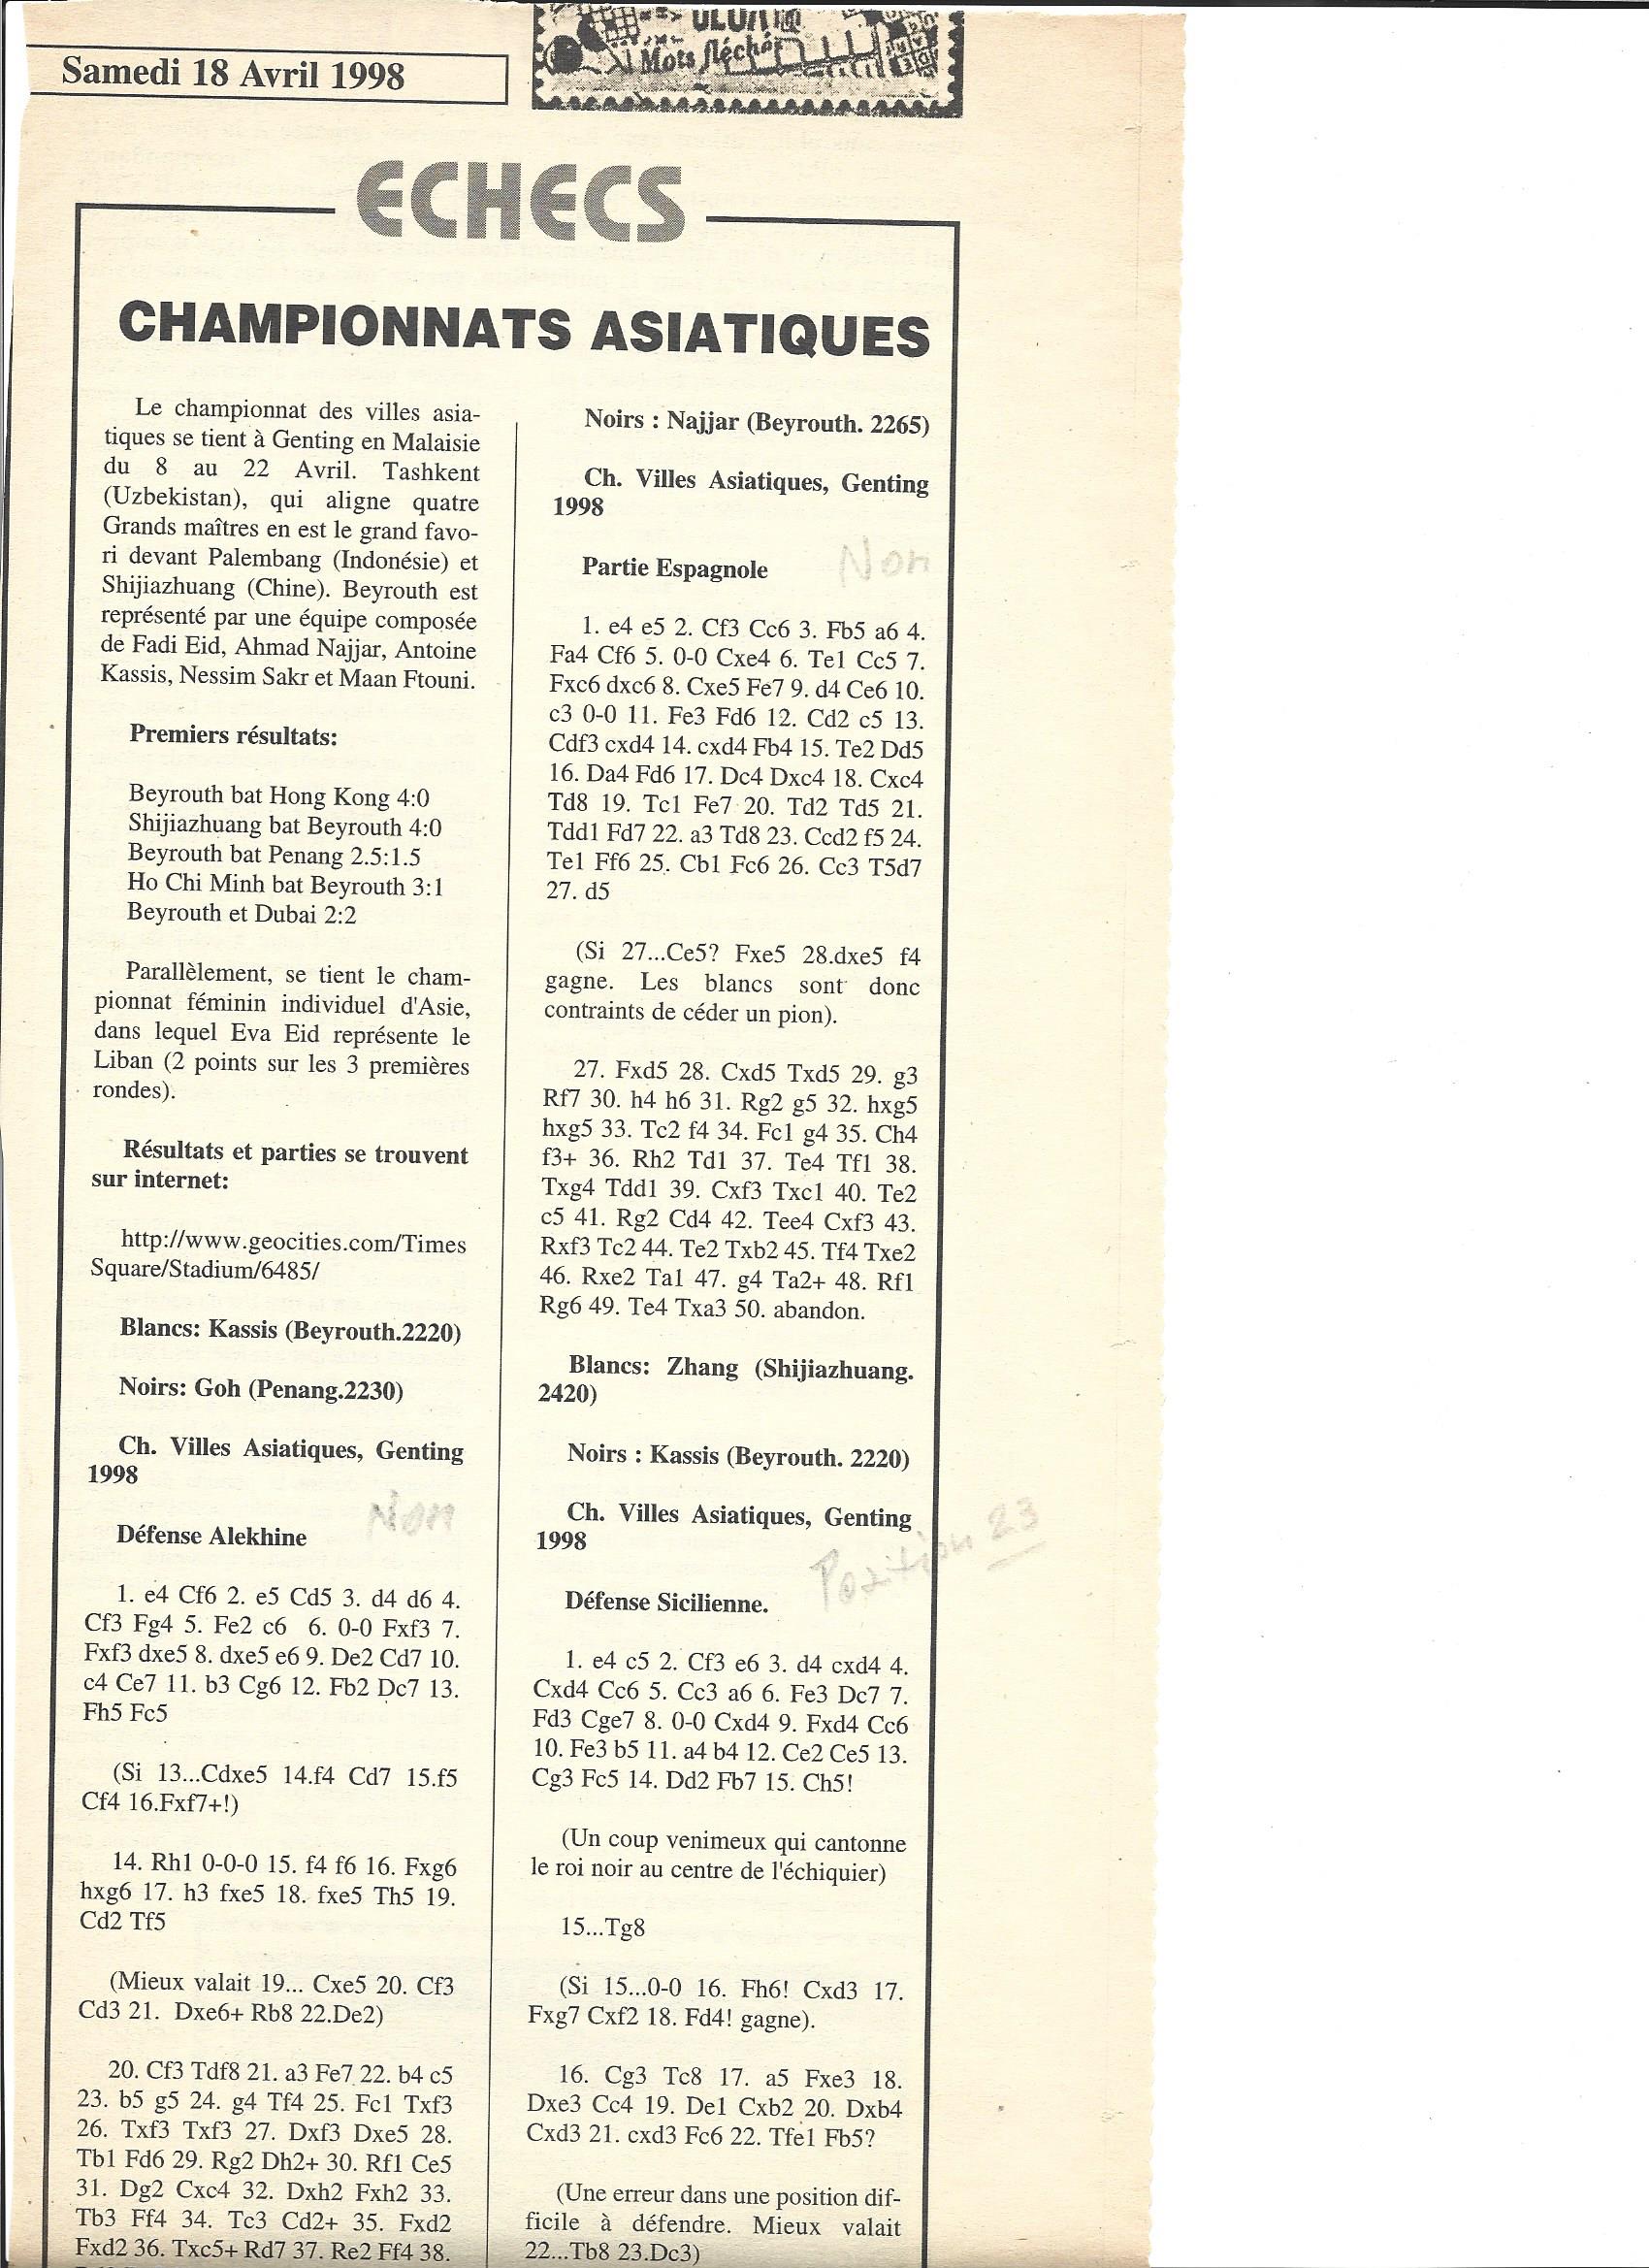 Samedi 18 Avril 1998
Mots fléchés
ECHECS
CHAMPIONNATS ASIATIQUES
Le championnat des villes asia-
tiques se tient à Genting en Malaisie
du 8 au 22 Avril. Tashkent
(Uzbekistan), qui aligne quatre
Grands maîtres en est le grand favo-
ri devant Palembang (Indonésie) et
Shijiazhuang (Chine). Beyrouth est
représenté par une équipe composée
de Fadi Eid, Ahmad Najjar, Antoine
Kassis, Nessim Sakr et Maan Ftouni.
Premiers résultats:
Beyrouth bat Hong Kong 4:0
Shijiazhuang bat Beyrouth 4:0
Beyrouth bat Penang 2.5:1.5
Ho Chi Minh bat Beyrouth 3:1
Beyrouth et Dubai 2:2
Parallèlement, se tient le cham-
pionnat féminin individuel d'Asie,
dans lequel Eva Eid représente le
Liban (2 points sur les 3 premières
rondes).
Résultats et parties se trouvent
sur internet:
http://www.geocities.com/Times
Square/Stadium/6485/
Blancs: Kassis (Beyrouth.2220)
Noirs: Goh (Penang.2230)
Ch. Villes Asiatiques, Genting
1998
Non
Défense Alekhine
1. e4 Cf6 2. e5 Cd5 3. d4 d6 4.
Cf3 Fg4 5. Fe2 c6 6. 0-0 Fxf3 7.
Fxf3 dxe5 8. dxe5 e6 9. De2 Cd7 10.
c4 Ce7 11. b3 Cg6 12. Fb2 Dc7 13.
Fh5 Fc5
(Si 13...Cdxe5 14.f4 Cd7 15.f5
Cf4 16.Fxf7+!)
14. Rh1 0-0-0 15. f4 f6 16. Fxg6
hxg6 17. h3 fxe5 18. fxe5 Th5 19.
Cd2 Tf5
(Mieux valait 19... Cxe5 20. Cf3
Cd3 21. Dxe6+ Rb8 22.De2)
20. Cf3 Tdf8 21. a3 Fe7 22. b4 c5
23. b5 g5 24. g4 Tf4 25. Fc1 Txf3
26. Txf3 Txf3 27. Dxf3 Dxe5 28.
Tb1 Fd6 29. Rg2 Dh2+ 30. Rf1 Ce5
31. Dg2 Cxc4 32. Dxh2 Fxh2 33.
Tb3 Ff4 34. Tc3 Cd2+ 35. Fxd2
Fxd2 36. Txc5+ Rd7 37. Re2 Ff4 38.
Noirs : Najjar (Beyrouth. 2265)
Ch. Villes Asiatiques, Genting
1998
Non
Partie Espagnole
1. e4 e5 2. Cf3 Cc6 3. Fb5 a6 4.
Fa4 Cf6 5. 0-0 Cxe4 6. Te1 Cc5 7.
Fxc6 dxc6 8. Cxe5 Fe7 9. d4 Ce6 10.
c3 0-0 11. Fe3 Fd6 12. Cd2 c5 13.
Cdf3 cxd4 14. cxd4 Fb4 15. Te2 Dd5
16. Da4 Fd6 17. Dc4 Dxc4 18. Cxc4
Td8 19. Tc1 Fe7 20. Td2 Td5 21.
Tdd1 Fd7 22. a3 Td8 23. Ccd2 f5 24.
Te1 Ff6 25. Cb1 Fc6 26. Cc3 T5d7
27. d5
(Si 27...Ce5? Fxe5 28.dxe5 f4
gagne. Les blancs sont donc
contraints de céder un pion).
27. Fxd5 28. Cxd5 Txd5 29. g3
Rf7 30. h4 h6 31. Rg2 g5 32. hxg5
hxg5 33. Tc2 f4 34. Fc1 g4 35. Ch4
f3+ 36. Rh2 Td1 37. Te4 Tf1 38.
Txg4 Tdd1 39. Cxf3 Txc1 40. Te2
c5 41. Rg2 Cd4 42. Tee4 Cxf3 43.
Rxf3 Tc2 44. Te2 Txb2 45. Tf4 Txe2
46. Rxe2 Ta1 47. g4 Ta2+ 48. Rf1
Rg6 49. Te4 Txa3 50. abandon.
Blancs: Zhang (Shijiazhuang.
2420)
Noirs : Kassis (Beyrouth. 2220)
Ch. Villes Asiatiques, Genting
1998
Position 23
Défense Sicilienne.
1. e4 c5 2. Cf3 e6 3. d4 cxd4 4.
Cxd4 Cc6 5. Cc3 a6 6. Fe3 Dc7 7.
Fd3 Cge7 8. 0-0 Cxd4 9. Fxd4 Cc6
10. Fe3 b5 11. a4 b4 12. Ce2 Ce5 13.
Cg3 Fc5 14. Dd2 Fb7 15. Ch5!
(Un coup venimeux qui cantonne
le roi noir au centre de l'échiquier)
15...Tg8
(Si 15...0-0 16. Fh6! Cxd3 17.
Fxg7 Cxf2 18. Fd4! gagne).
16. Cg3 Tc8 17. a5 Fxe3 18.
Dxe3 Cc4 19. De1 Cxb2 20. Dxb4
Cxd3 21. cxd3 Fc6 22. Tfe1 Fb5?
(Une erreur dans une position dif-
ficile à défendre. Mieux valait
22...Tb8 23.Dc3)